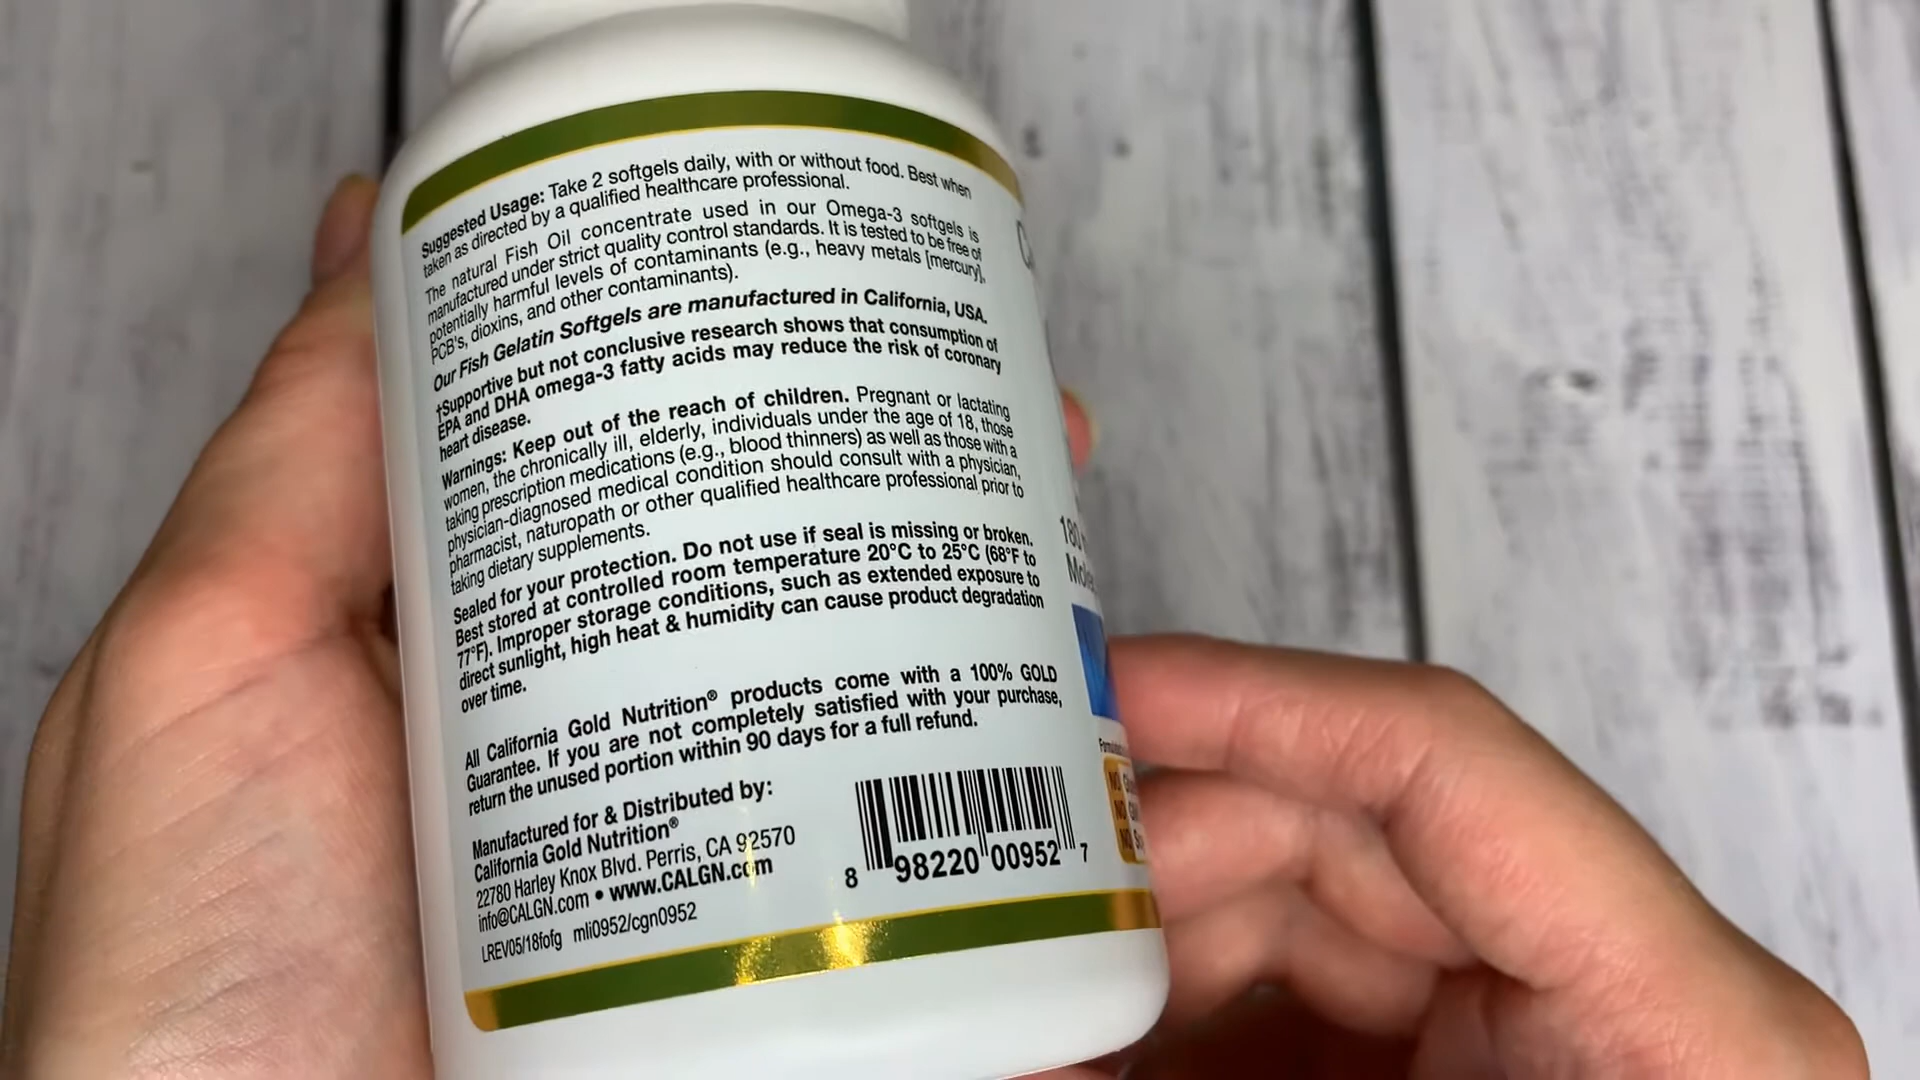 Suggested Usage: Take 2 softgels daily, with or without food. Best when
taken as directed by a qualified healthcare professional.
The natural Fish Oil concentrate used in our Omega-3 softgels is
manufactured under strict quality control standards. It is tested to be free of
potentially harmful levels of contaminants (e.g., heavy metals [mercury],
PCB's, dioxins, and other contaminants).
Our Fish Gelatin Softgels are manufactured in California, USA.
†Supportive but not conclusive research shows that consumption of
EPA and DHA omega-3 fatty acids may reduce the risk of coronary
heart disease.
Warnings: Keep out of the reach of children. Pregnant or lactating
women, the chronically ill, elderly, individuals under the age of 18, those
taking prescription medications (e.g., blood thinners) as well as those with a
physician-diagnosed medical condition should consult with a physician,
pharmacist, naturopath or other qualified healthcare professional prior to
taking dietary supplements.
Sealed for your protection. Do not use if seal is missing or broken.
Best stored at controlled room temperature 20°C to 25°C (68°F to
77°F). Improper storage conditions, such as extended exposure to
direct sunlight, high heat & humidity can cause product degradation
over time.
All California Gold Nutrition® products come with a 100% GOLD
Guarantee. If you are not completely satisfied with your purchase,
return the unused portion within 90 days for a full refund.
Manufactured for & Distributed by:
California Gold Nutrition®
22780 Harley Knox Blvd. Perris, CA 92570
info@CALGN.com • www.CALGN.com
LREV05/18fofg mli0952/cgn0952
8 98220 00952 7
180
NO
NO
NO